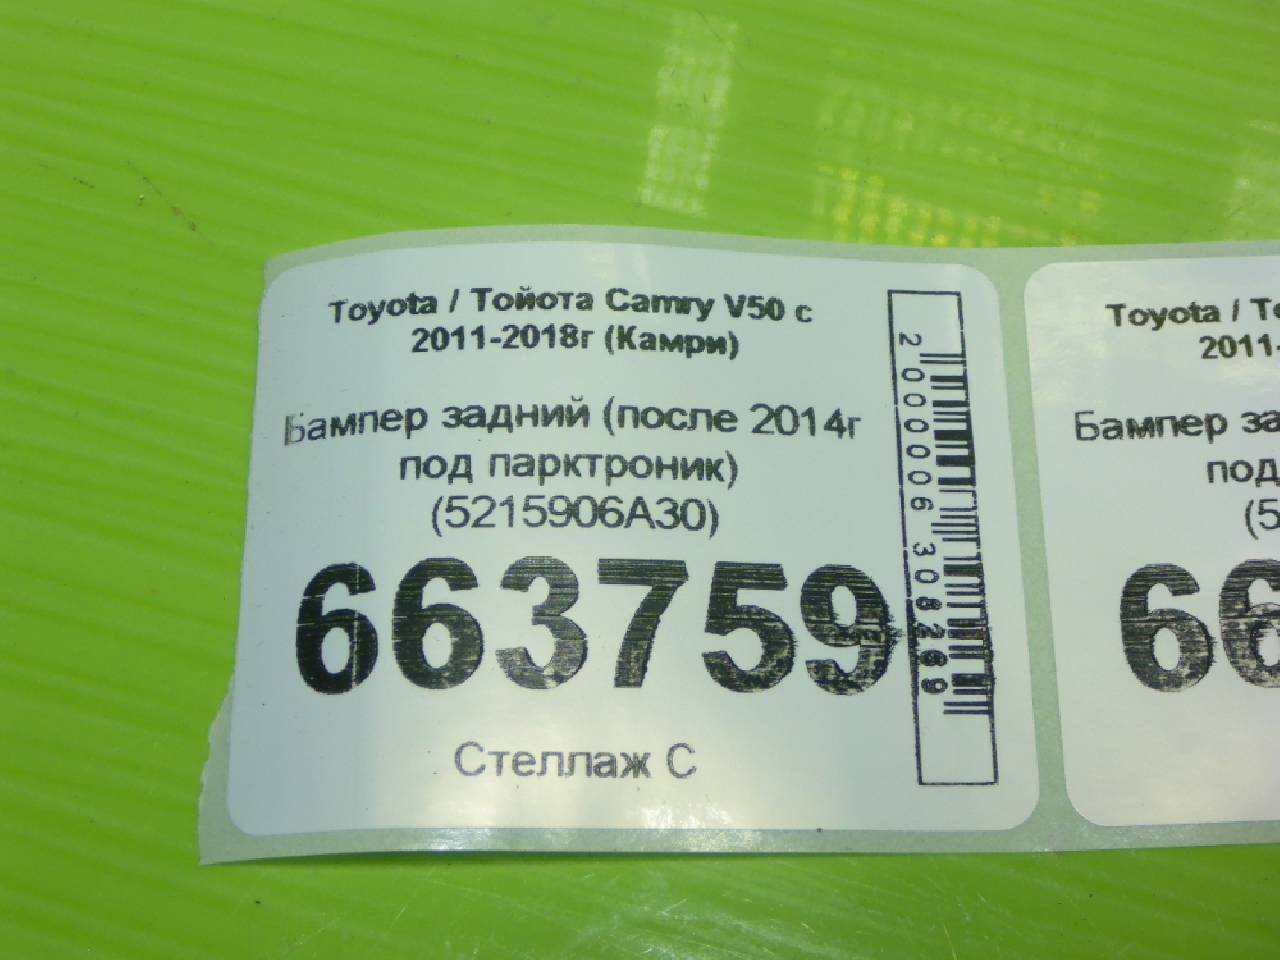 Toyota / Тойота Camry V50 с
2011-2018г (Камри)
Бампер задний (после 2014г
под парктроник)
(5215906A30)
663759
Стеллаж С
2000006308269
Toyota / То
2011-
Бампер за
под
(5
66